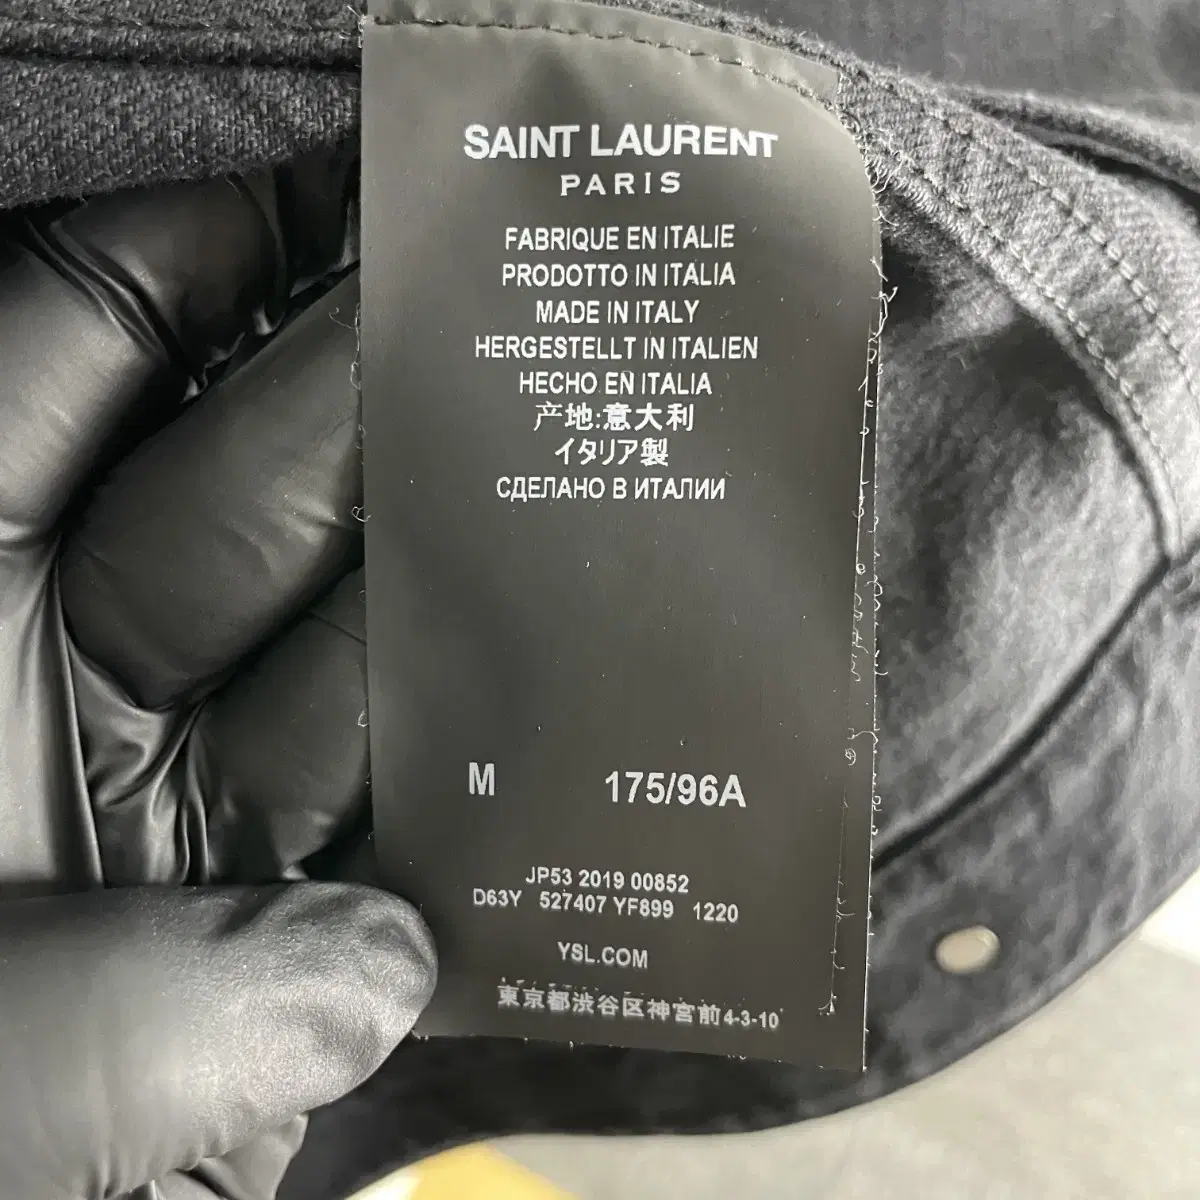 SAINT LAURENT
PARIS
FABRIQUE EN ITALIE
PRODOTTO IN ITALIA
MADE IN ITALY
HERGESTELLT IN ITALIEN
HECHO EN ITALIA
产地:意大利
イタリア製
СДЕЛАНО В ИТАЛИИ
M 175/96A
JP53 2019 00852
D63Y 527407 YF899 1220
YSL.COM
東京都渋谷区神宮前4-3-10